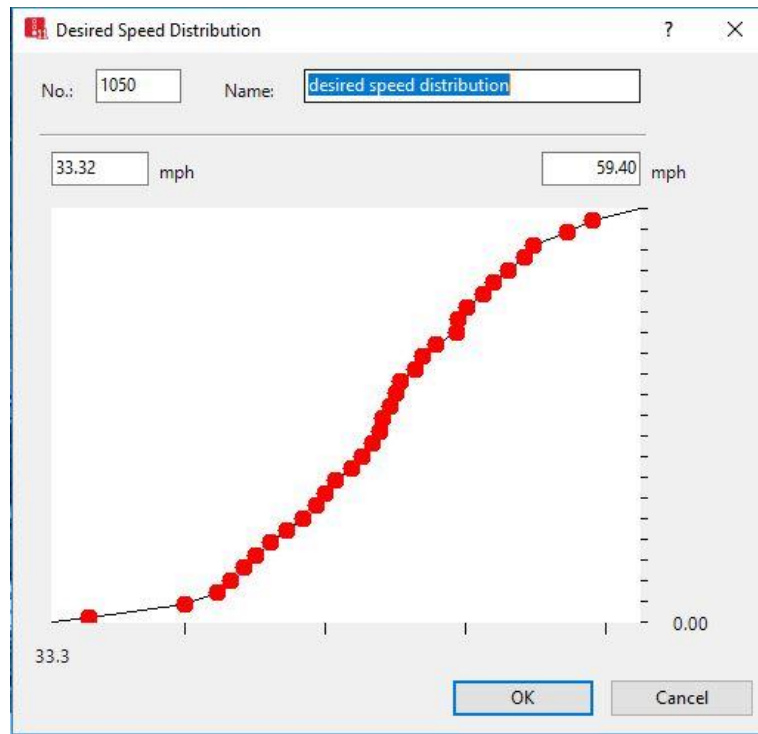 Desired Speed Distribution
No.: 1050 Name: desired speed distribution
33.32 mph 59.40 mph
0.00
33.3
OK Cancel